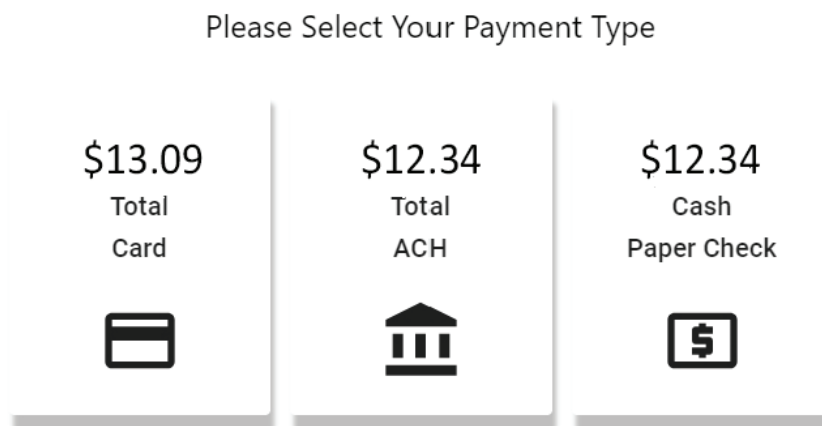 Please Select Your Payment Type
$13.09
Total
Card
$12.34
Total
ACH
$12.34
Cash
Paper Check
$